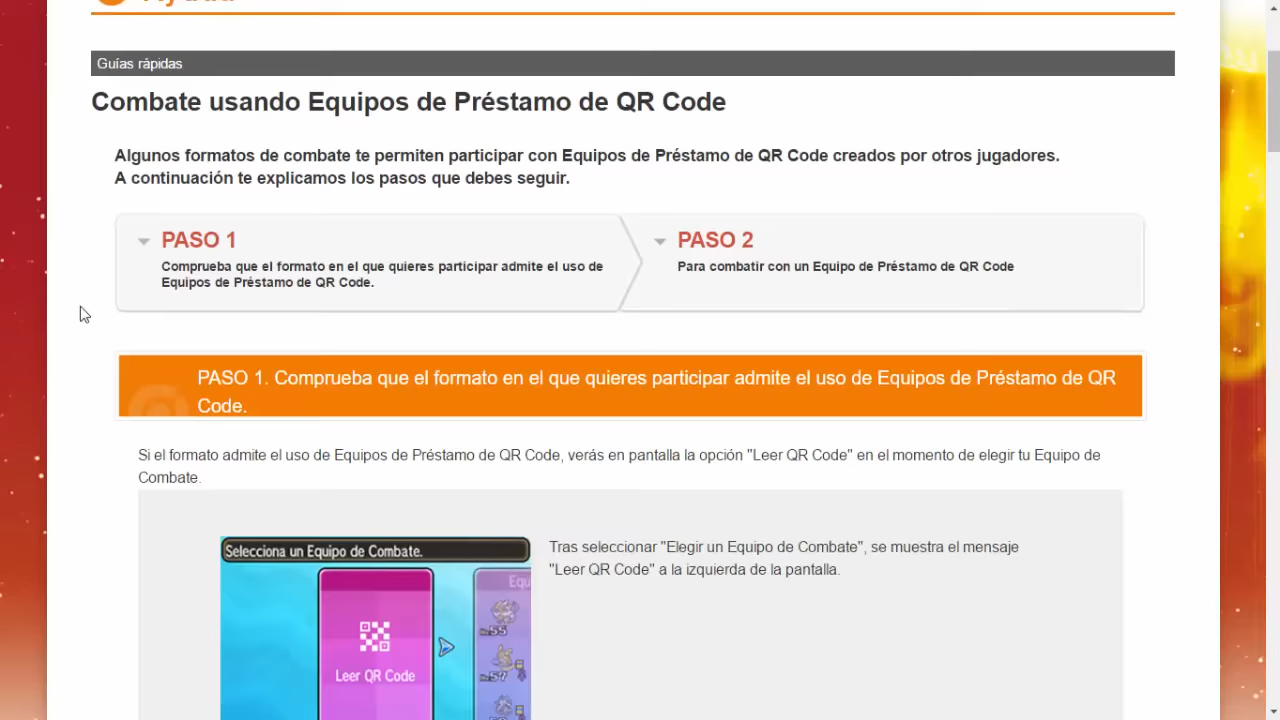 Guías rápidas
Combate usando Equipos de Préstamo de QR Code
Algunos formatos de combate te permiten participar con Equipos de Préstamo de QR Code creados por otros jugadores.
A continuación te explicamos los pasos que debes seguir.
PASO 1
Comprueba que el formato en el que quieres participar admite el uso de
Equipos de Préstamo de QR Code.
PASO 2
Para combatir con un Equipo de Préstamo de QR Code
PASO 1. Comprueba que el formato en el que quieres participar admite el uso de Equipos de Préstamo de QR
Code.
Si el formato admite el uso de Equipos de Préstamo de QR Code, verás en pantalla la opción "Leer QR Code" en el momento de elegir tu Equipo de
Combate.
Selecciona un Equipo de Combate.
Equ
Leer QR Code
Tras seleccionar "Elegir un Equipo de Combate", se muestra el mensaje
"Leer QR Code" a la izquierda de la pantalla.